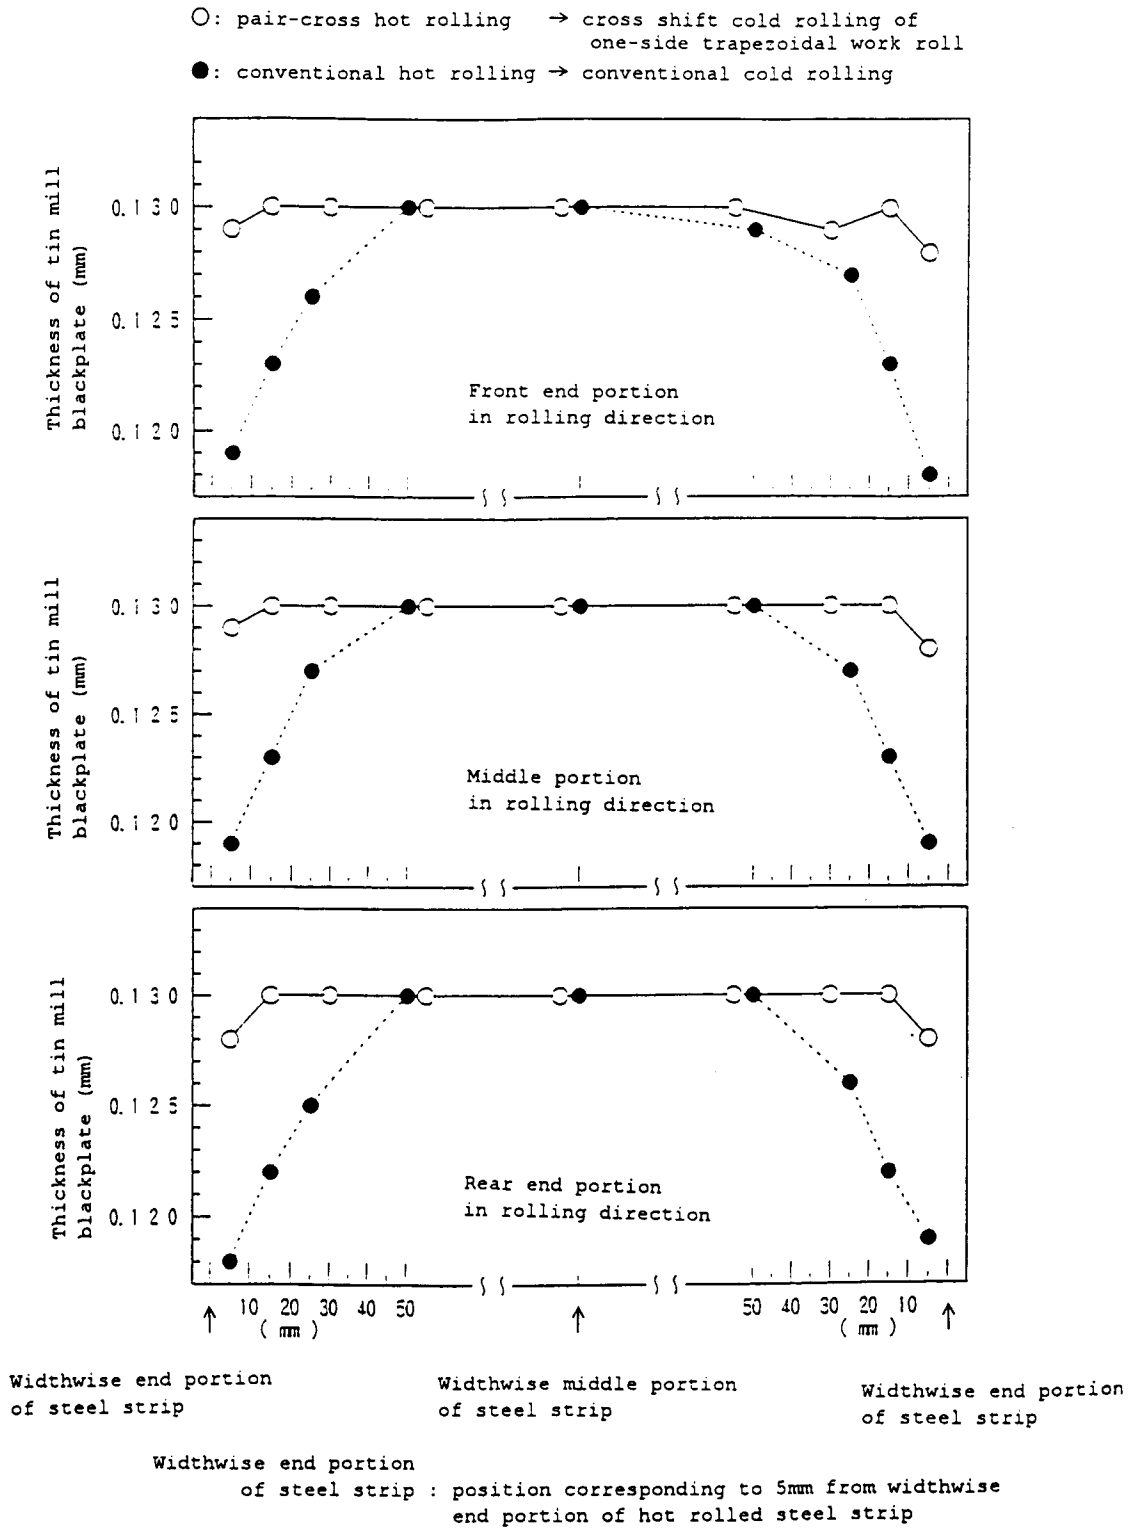 ○: pair-cross hot rolling → cross shift cold rolling of
one-side trapezoidal work roll
●: conventional hot rolling → conventional cold rolling
Thickness of tin mill
blackplate (mm)
0.130
0.125
0.120
Front end portion
in rolling direction
Thickness of tin mill
blackplate (mm)
0.130
0.125
0.120
Middle portion
in rolling direction
Thickness of tin mill
blackplate (mm)
0.130
0.125
0.120
Rear end portion
in rolling direction
10 20 30 40 50 50 40 30 20 10
(mm) (mm)
Widthwise end portion
of steel strip
Widthwise middle portion
of steel strip
Widthwise end portion
of steel strip
Widthwise end portion
of steel strip : position corresponding to 5mm from widthwise
end portion of hot rolled steel strip